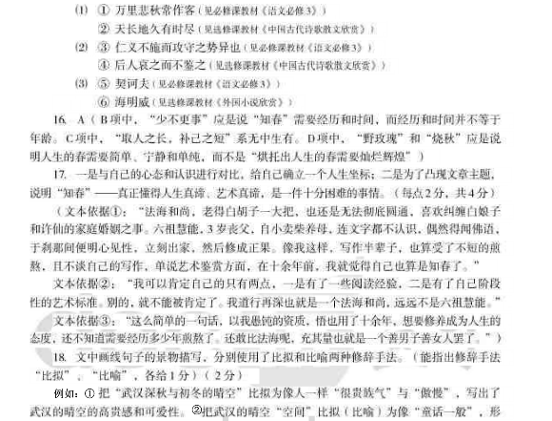 (1) ① 万里悲秋常作客(见必修课教材《语文必修3》)
② 天长地久有时尽(见选修课教材《中国古代诗歌散文欣赏》)
(2) ③ 仁义不施而攻守之势异也(见必修课教材《语文必修3》)
④ 后人哀之而不鉴之(见选修课教材《中国古代诗歌散文欣赏》)
(3) ⑤ 契诃夫(见必修课教材《语文必修3》)
⑥ 海明威(见选修课教材《外国小说欣赏》)
16. A(B项中,“少不更事”应是说“知春”需要经历和时间,而经历和时间并不等于
年龄。C项中,“取人之长,补己之短”系无中生有。D项中,“野玫瑰”和“烧秋”应是说
明人生的春需要简单、宁静和单纯,而不是“烘托出人生的春需要灿烂辉煌”)
17. 一是与自己的心态和认识进行对比,给自己确立一个人生坐标;二是为了凸现文章主题,
说明“知春”——真正懂得人生真谛、艺术真谛,是一件十分困难的事情。(每点2分,共4分)
(文本依据①:“法海和尚,老得白胡子一大把,也还是无法彻底圆通,喜欢纠缠白娘子
和许仙的家庭婚姻之事。六祖慧能,3岁丧父,自小卖柴养母,连文字都不认识,偶然得闻佛语,
于刹那间便明心见性,立刻出家,然后修成正果。像我这样,写作半辈子,也算受了不短的煎
熬,且不谈自己的写作,单说艺术鉴赏方面,在十余年前,我就觉得自己也算是知春了。”
文本依据②:“我可以肯定自己的只有两点,一是有了一些阅读经验,二是有了自己阶段
性的艺术标准。别的,就不能被肯定了。我道行再深也就是一个法海和尚,远远不是六祖慧能。”
文本依据③:“这么简单的一句话,以我愚钝的资质,悟也用了十余年,想要修养成为人生的
态度,还不知道需要经历多少年煎熬了。还敢比法海呢,充其量也就是一个善男子善女人罢了。”)
18. 文中画线句子的景物描写,分别使用了比拟和比喻两种修辞手法。(能指出修辞手法
“比拟”、“比喻”,各给1分)(2分)
例如:①把“武汉深秋与初冬的晴空”比拟为像人一样“很贵族气”与“傲慢”,写出了
武汉的晴空的高贵感和可爱性。②把武汉的晴空“空间”比拟(比喻)为像“童话一般”,形